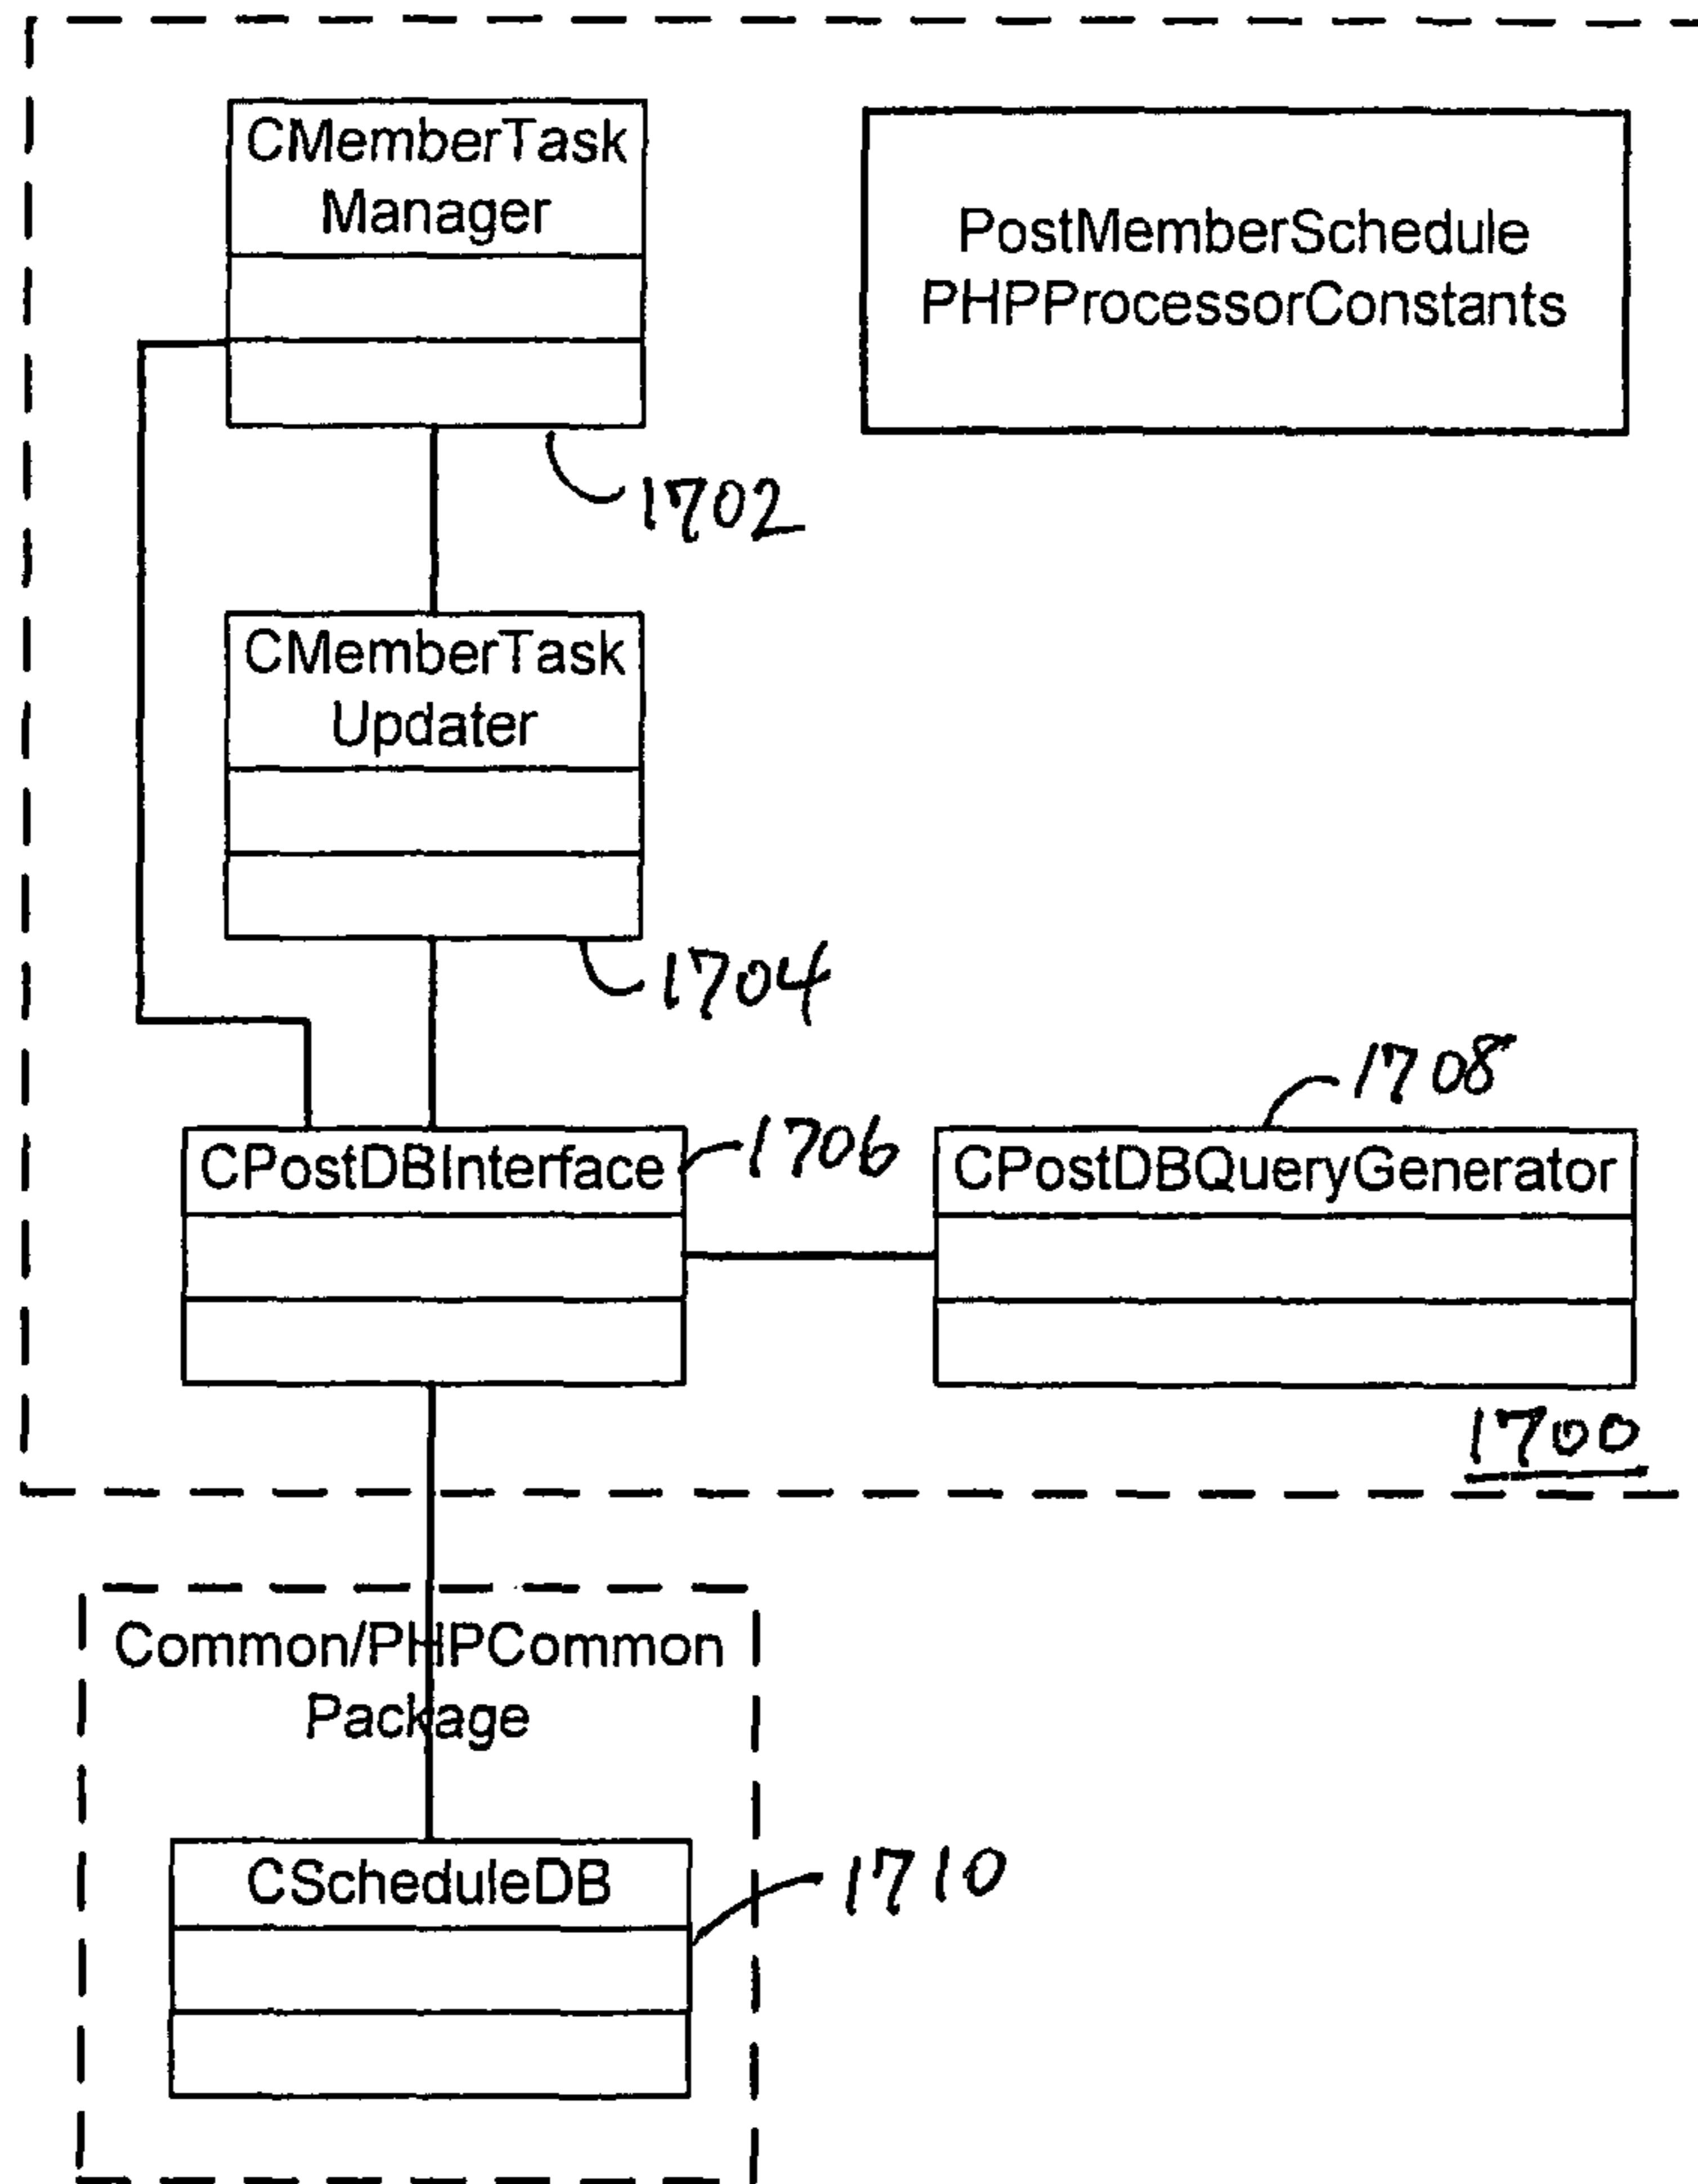 CMemberTask
Manager
PostMemberSchedule
PHPProcessorConstants
1702
CMemberTask
Updater
1704
1708
CPostDBInterface
1706
CPostDBQueryGenerator
1700
Common/PHPCommon
Package
CScheduleDB
1710